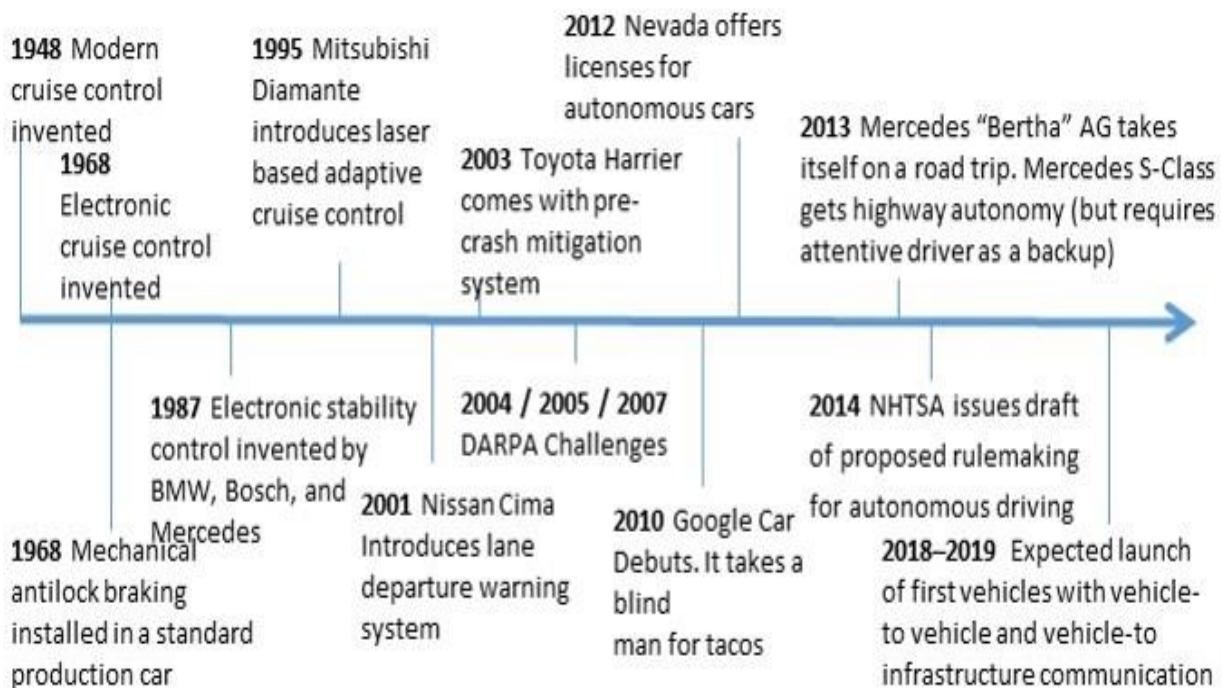 1948 Modern
cruise control
invented
1968
Electronic
cruise control
invented
1995 Mitsubishi
Diamante
introduces laser
based adaptive
cruise control
2003 Toyota Harrier
comes with pre-
crash mitigation
system
2012 Nevada offers
licenses for
autonomous cars
2013 Mercedes “Bertha” AG takes
itself on a road trip. Mercedes S-Class
gets highway autonomy (but requires
attentive driver as a backup)
1968 Mechanical
antilock braking
installed in a standard
production car
1987 Electronic stability
control invented by
BMW, Bosch, and
Mercedes
2001 Nissan Cima
Introduces lane
departure warning
system
2004 / 2005 / 2007
DARPA Challenges
2010 Google Car
Debuts. It takes a
blind
man for tacos
2014 NHTSA issues draft
of proposed rulemaking
for autonomous driving
2018–2019 Expected launch
of first vehicles with vehicle-
to vehicle and vehicle-to
infrastructure communication